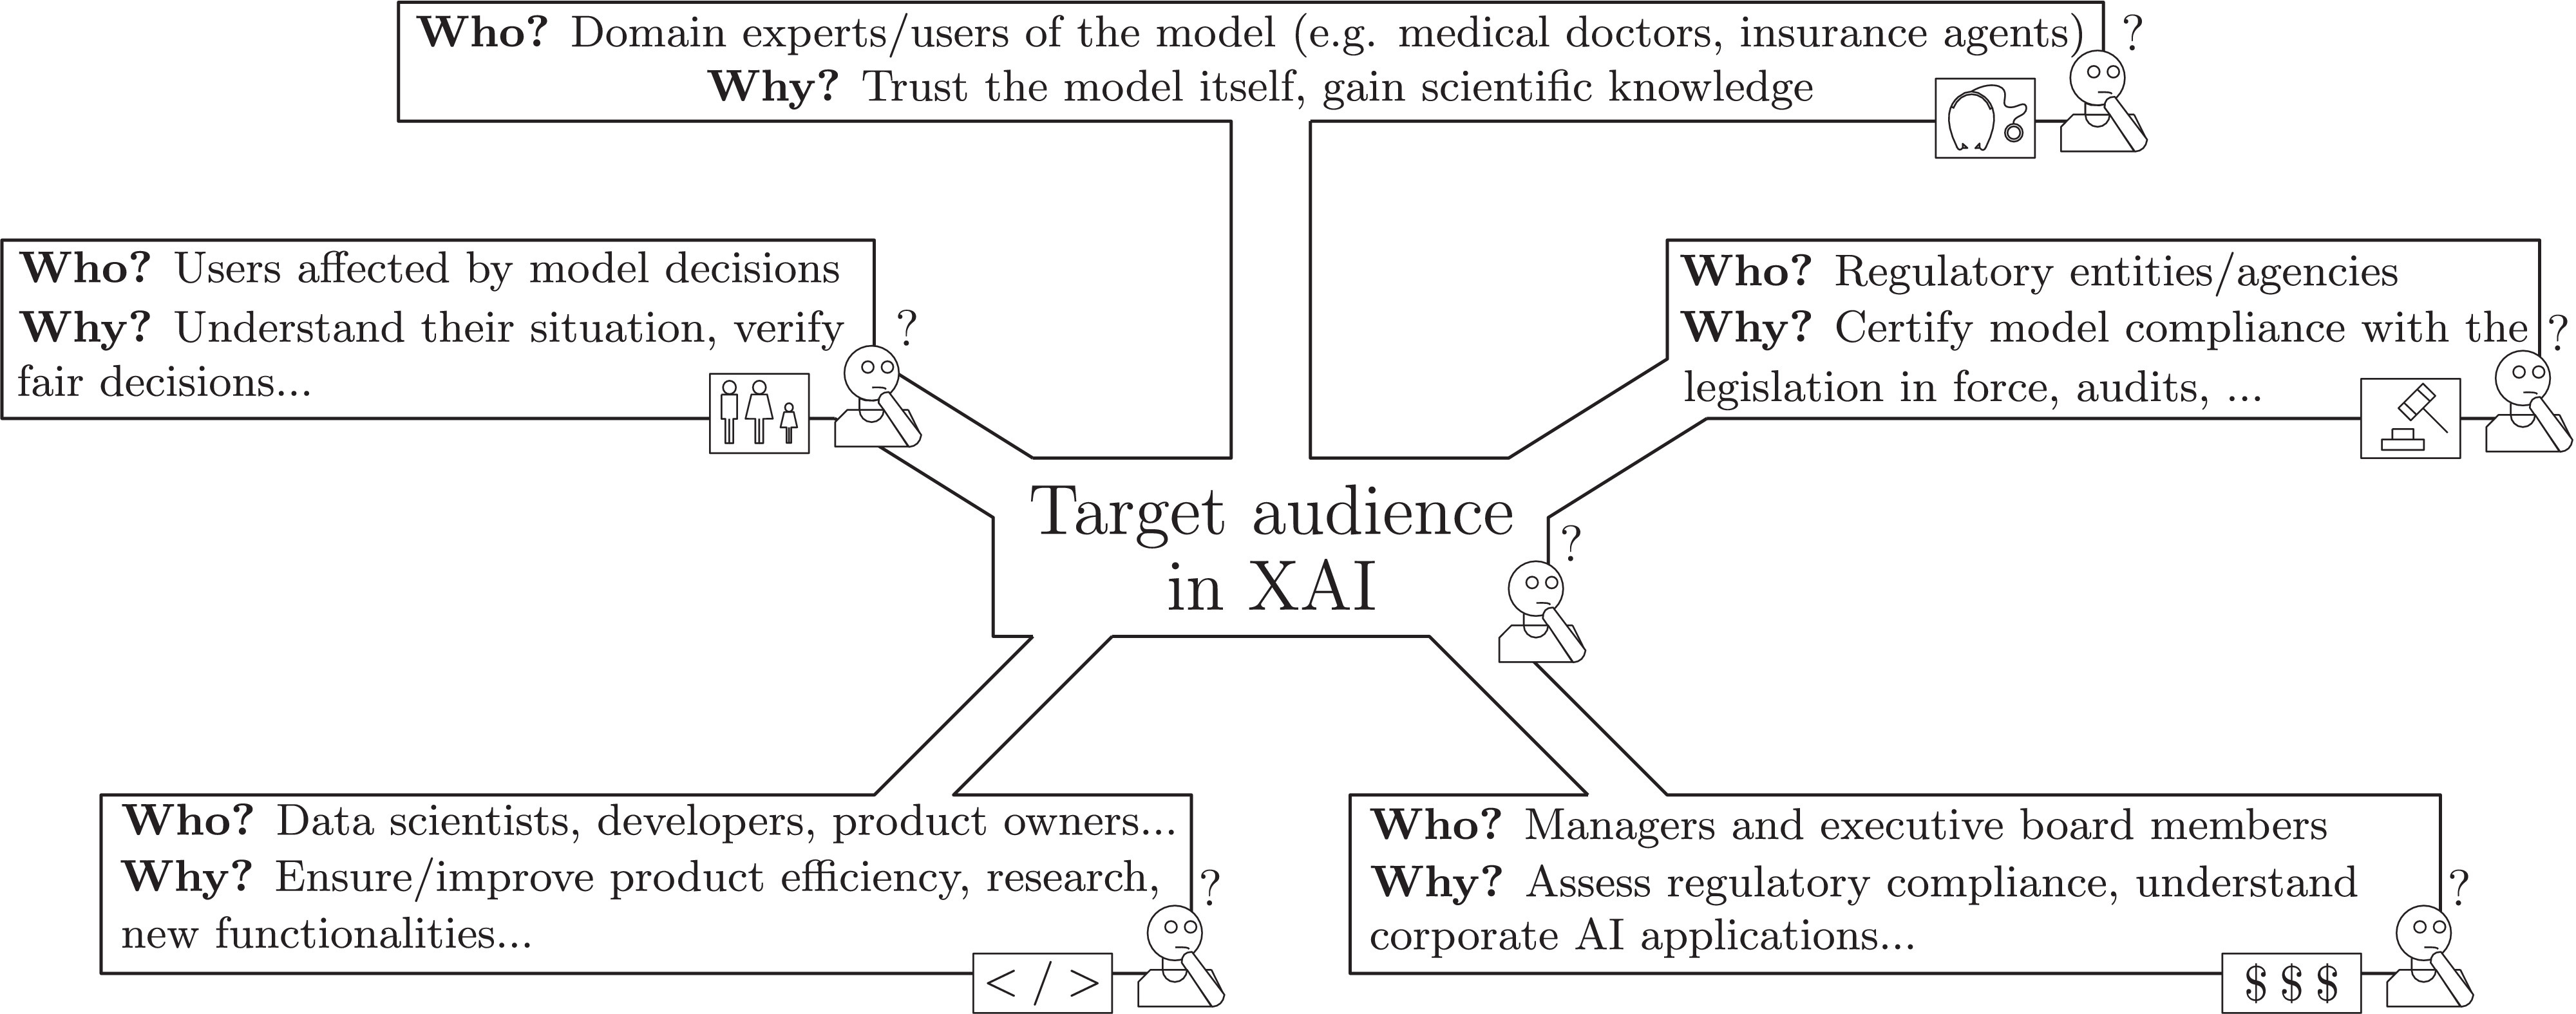 Who? Domain experts/users of the model (e.g. medical doctors, insurance agents)
?
Why? Trust the model itself, gain scientific knowledge
Who? Users affected by model decisions
Why? Understand their situation, verify
?
fair decisions...
Who? Regulatory entities/agencies
Why? Certify model compliance with the
?
legislation in force, audits, ...
Target audience
in XAI
?
Who? Data scientists, developers, product owners...
Why? Ensure/improve product efficiency, research,
?
new functionalities...
< / >
Who? Managers and executive board members
Why? Assess regulatory compliance, understand
?
corporate AI applications...
$ $ $